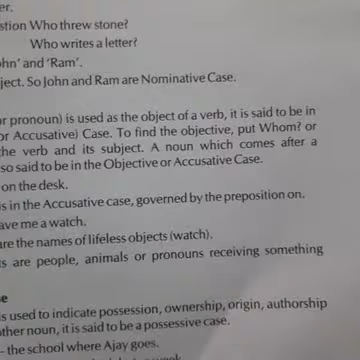 er.
stion Who threw stone?
Who writes a letter?
ohn' and 'Ram'.
ject. So John and Ram are Nominative Case.
or pronoun) is used as the object of a verb, it is said to be in
or Accusative) Case. To find the objective, put Whom? or
the verb and its subject. A noun which comes after a
so said to be in the Objective or Accusative Case.
on the desk.
is in the Accusative case, governed by the preposition on.
ave me a watch.
are the names of lifeless objects (watch).
ts are people, animals or pronouns receiving something
se
is used to indicate possession, ownership, origin, authorship
other noun, it is said to be a possessive case.
– the school where Ajay goes.